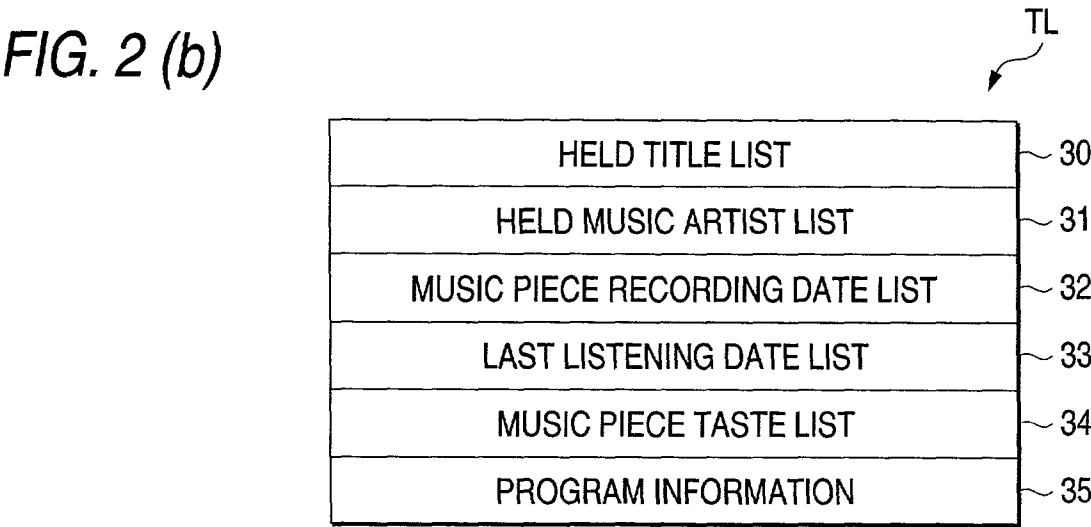 FIG. 2 (b)
TL
HELD TITLE LIST 30
HELD MUSIC ARTIST LIST 31
MUSIC PIECE RECORDING DATE LIST 32
LAST LISTENING DATE LIST 33
MUSIC PIECE TASTE LIST 34
PROGRAM INFORMATION 35